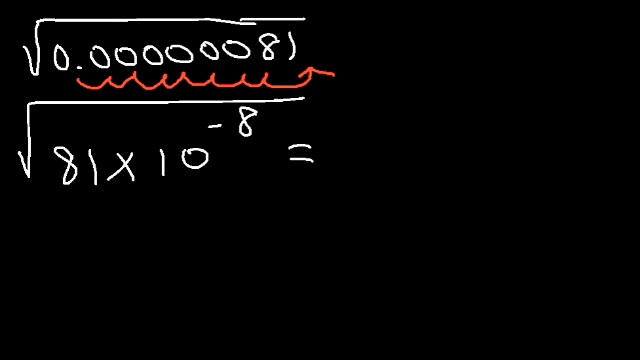 √0.00000081
√81 × 10⁻⁸ =